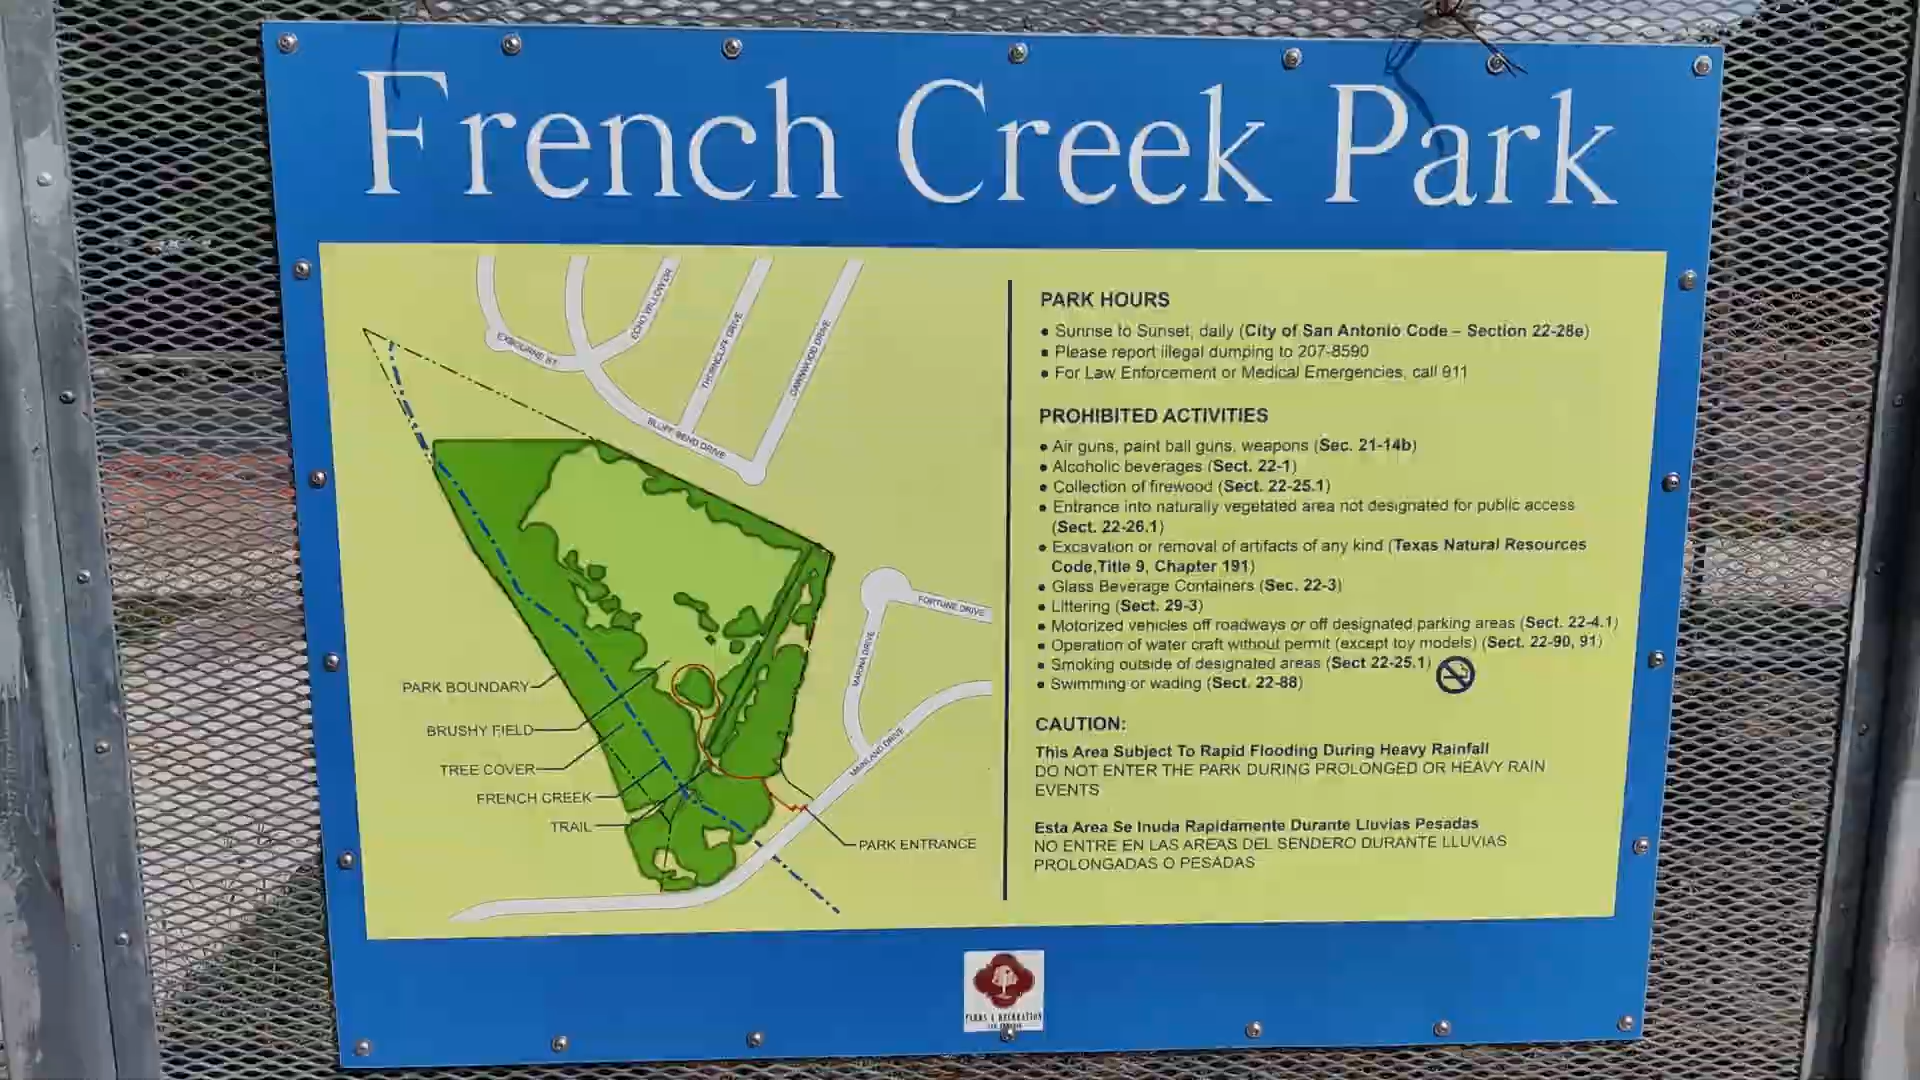 French Creek Park
EXBOURNE ST
ECHO WILLOW DR
THORNCLIFF DRIVE
DAWNWOOD DRIVE
BLUFF BEND DRIVE
FORTUNE DRIVE
MARINA DRIVE
MAINLAND DRIVE
PARK BOUNDARY
BRUSHY FIELD
TREE COVER
FRENCH CREEK
TRAIL
PARK ENTRANCE
PARK HOURS
• Sunrise to Sunset, daily (City of San Antonio Code – Section 22-28e)
• Please report illegal dumping to 207-8590
• For Law Enforcement or Medical Emergencies, call 911
PROHIBITED ACTIVITIES
• Air guns, paint ball guns, weapons (Sec. 21-14b)
• Alcoholic beverages (Sect. 22-1)
• Collection of firewood (Sect. 22-25.1)
• Entrance into naturally vegetated area not designated for public access
(Sect. 22-26.1)
• Excavation or removal of artifacts of any kind (Texas Natural Resources
Code,Title 9, Chapter 191)
• Glass Beverage Containers (Sec. 22-3)
• Littering (Sect. 29-3)
• Motorized vehicles off roadways or off designated parking areas (Sect. 22-4.1)
• Operation of water craft without permit (except toy models) (Sect. 22-90, 91)
• Smoking outside of designated areas (Sect 22-25.1)
• Swimming or wading (Sect. 22-88)
CAUTION:
This Area Subject To Rapid Flooding During Heavy Rainfall
DO NOT ENTER THE PARK DURING PROLONGED OR HEAVY RAIN
EVENTS
Esta Area Se Inuda Rapidamente Durante Lluvias Pesadas
NO ENTRE EN LAS AREAS DEL SENDERO DURANTE LLUVIAS
PROLONGADAS O PESADAS
PARKS & RECREATION